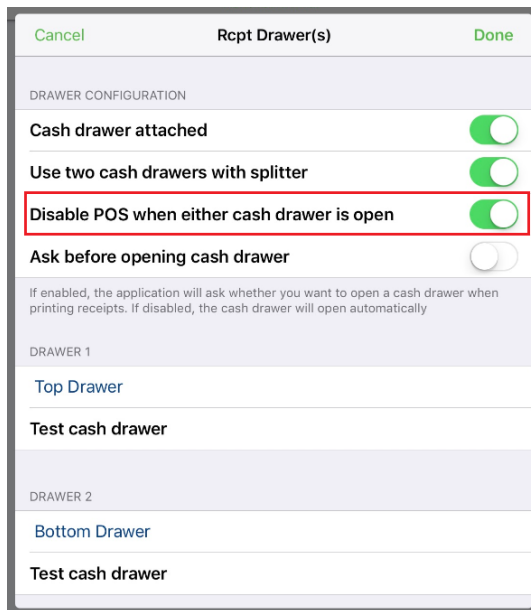 Cancel
Rcpt Drawer(s)
Done
DRAWER CONFIGURATION
Cash drawer attached
Use two cash drawers with splitter
Disable POS when either cash drawer is open
Ask before opening cash drawer
If enabled, the application will ask whether you want to open a cash drawer when
printing receipts. If disabled, the cash drawer will open automatically
DRAWER 1
Top Drawer
Test cash drawer
DRAWER 2
Bottom Drawer
Test cash drawer